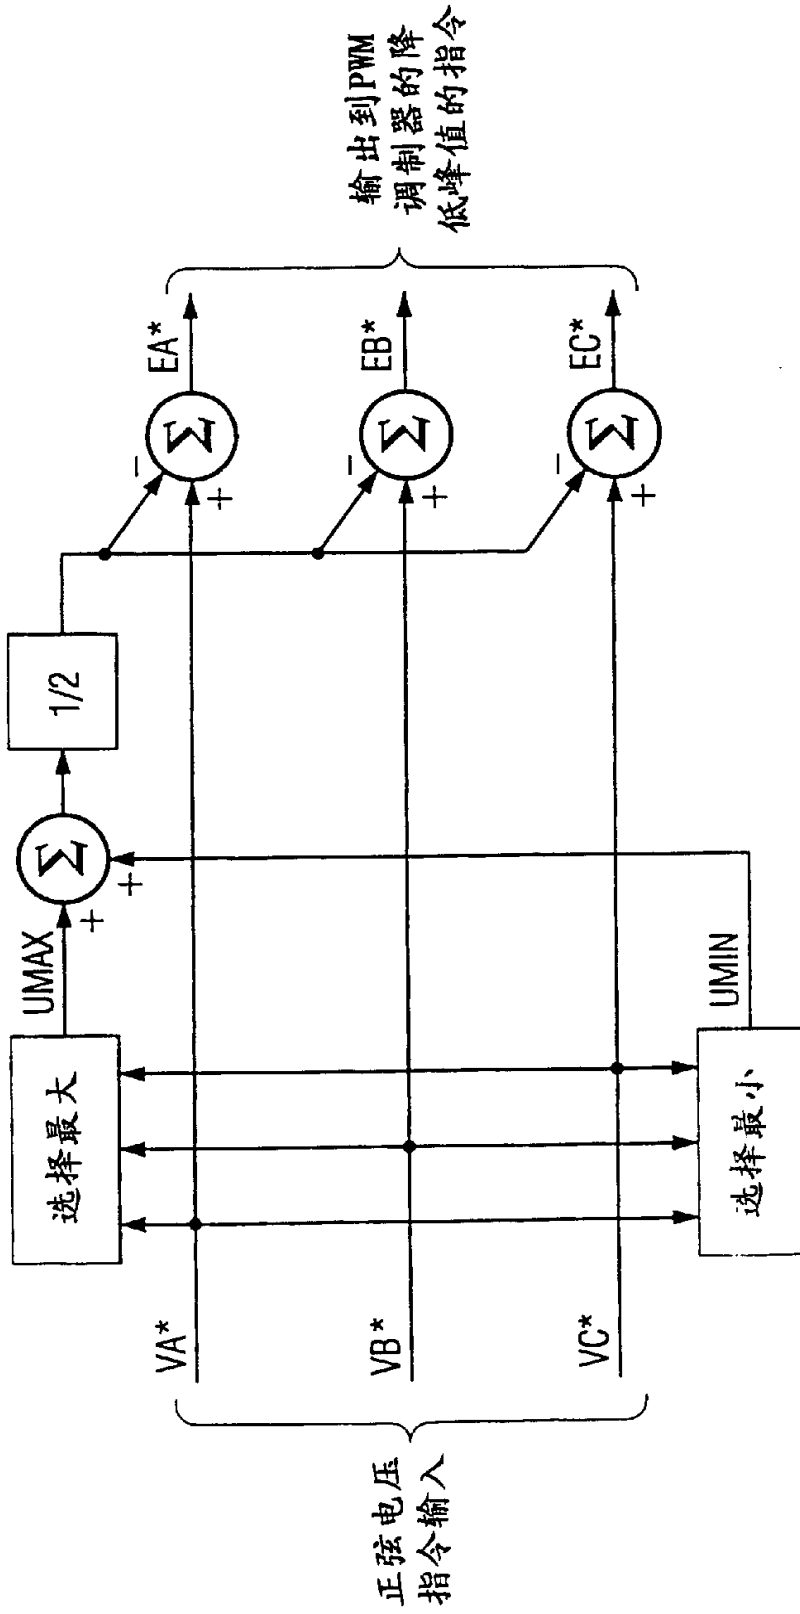 正弦电压
指令输入
VA*
VB*
VC*
选择最大
选择最小
UMAX
UMIN
+
+
Σ
1/2
-
+
Σ
-
+
Σ
-
+
Σ
EA*
EB*
EC*
输出到PWM
调制器的降
低峰值的指令